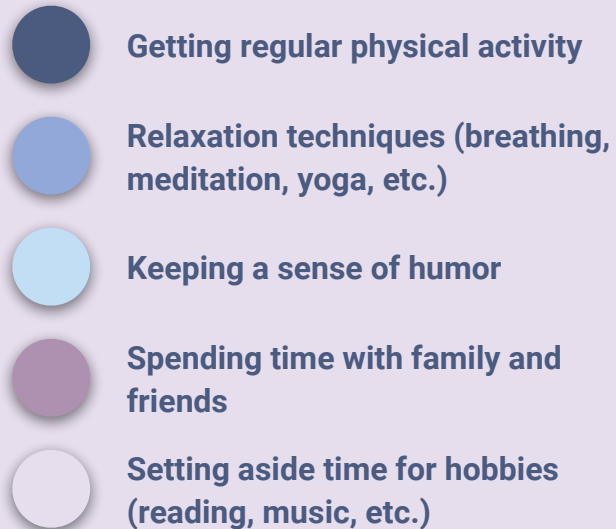 Getting regular physical activity
Relaxation techniques (breathing,
meditation, yoga, etc.)
Keeping a sense of humor
Spending time with family and
friends
Setting aside time for hobbies
(reading, music, etc.)